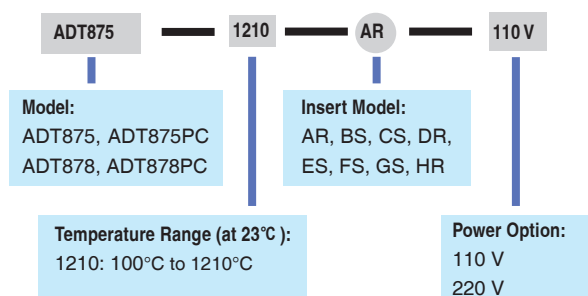 ADT875 1210 AR 110 V
Model:
ADT875, ADT875PC
ADT878, ADT878PC
Insert Model:
AR, BS, CS, DR,
ES, FS, GS, HR
Temperature Range (at 23℃ ):
1210: 100°C to 1210°C
Power Option:
110 V
220 V